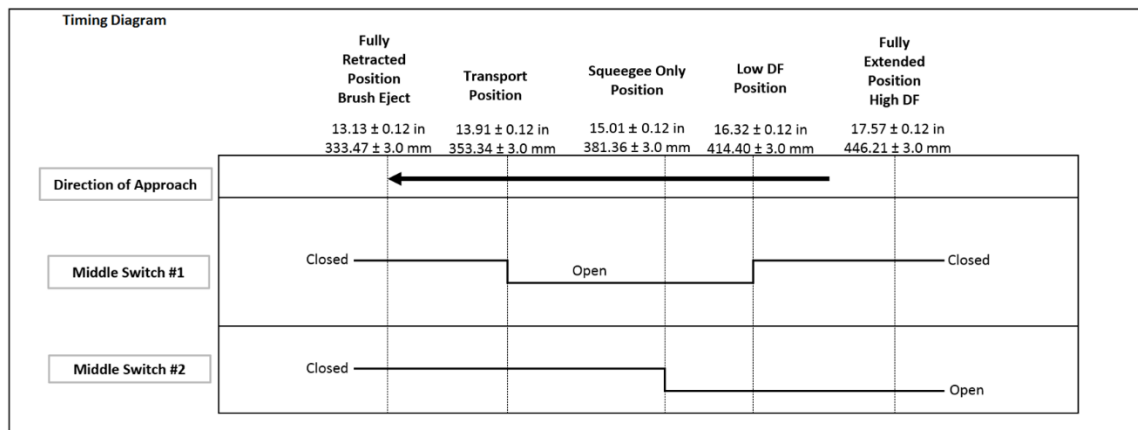 Timing Diagram
Fully
Retracted
Position
Brush Eject
13.13 ± 0.12 in
333.47 ± 3.0 mm
Transport
Position
13.91 ± 0.12 in
353.34 ± 3.0 mm
Squeegee Only
Position
15.01 ± 0.12 in
381.36 ± 3.0 mm
Low DF
Position
16.32 ± 0.12 in
414.40 ± 3.0 mm
Fully
Extended
Position
High DF
17.57 ± 0.12 in
446.21 ± 3.0 mm
Direction of Approach
Middle Switch #1
Closed
Open
Closed
Middle Switch #2
Closed
Open